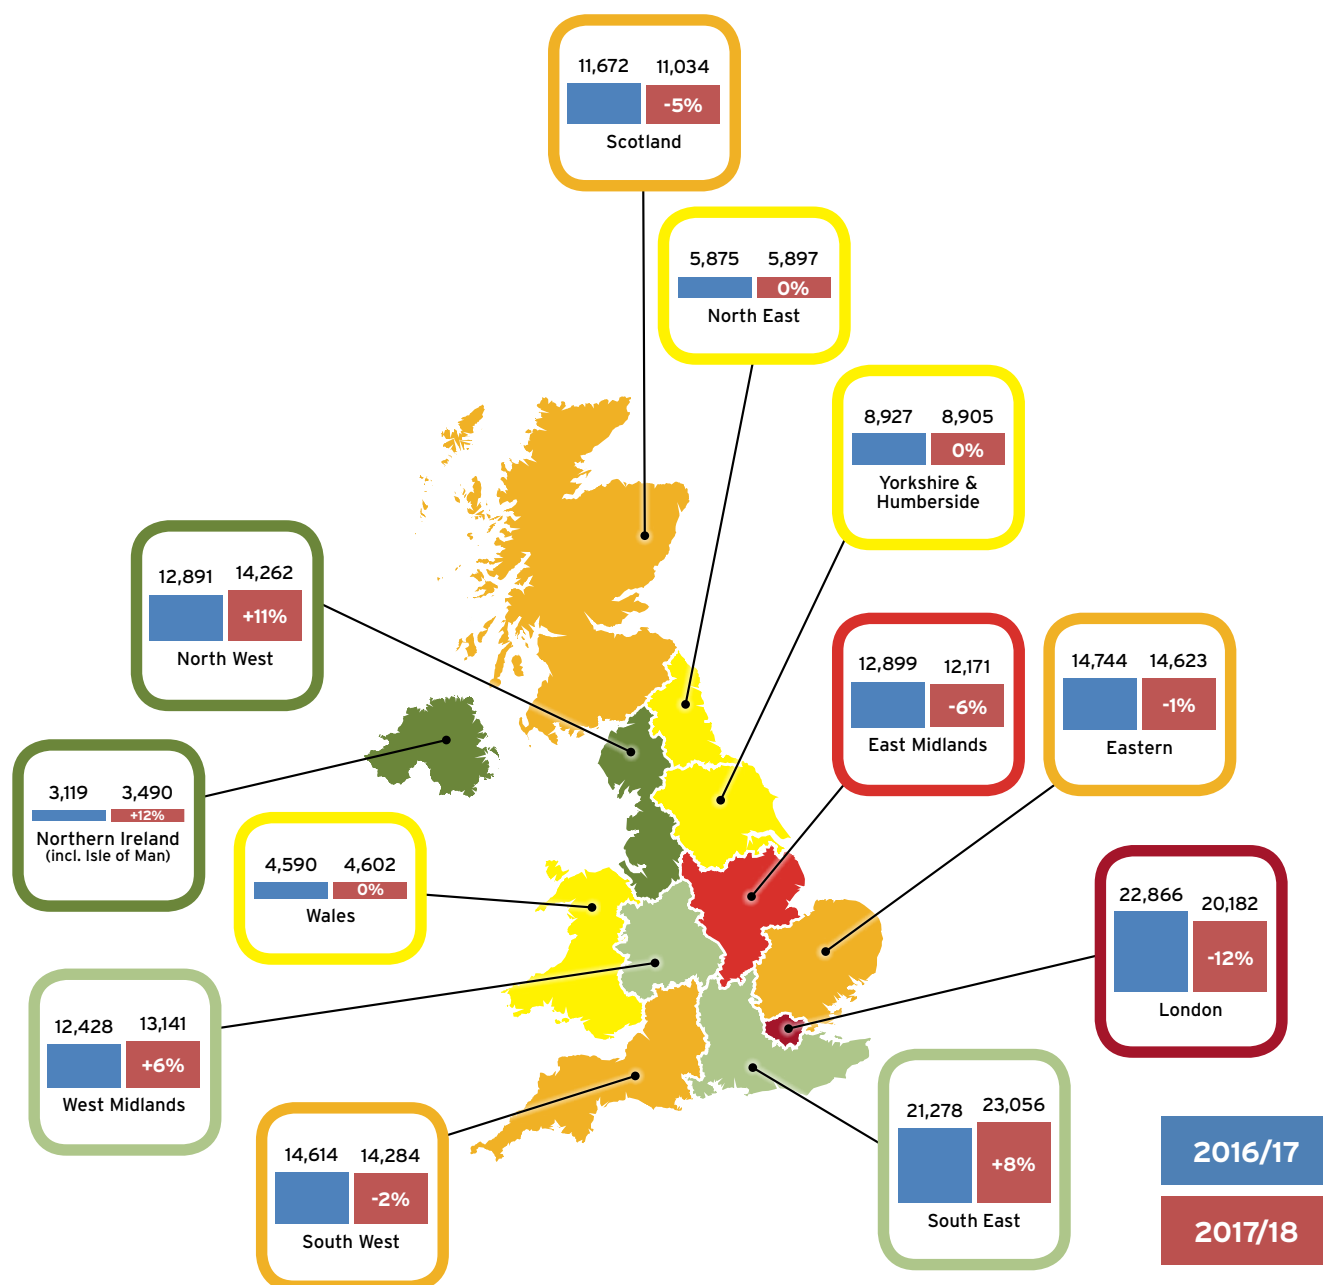 11,672 11,034
-5%
Scotland
5,875 5,897
0%
North East
8,927 8,905
0%
Yorkshire &
Humberside
12,891 14,262
+11%
North West
12,899 12,171
-6%
East Midlands
14,744 14,623
-1%
Eastern
3,119 3,490
+12%
Northern Ireland
(incl. Isle of Man)
4,590 4,602
0%
Wales
22,866 20,182
-12%
London
12,428 13,141
+6%
West Midlands
21,278 23,056
+8%
South East
14,614 14,284
-2%
South West
2016/17
2017/18